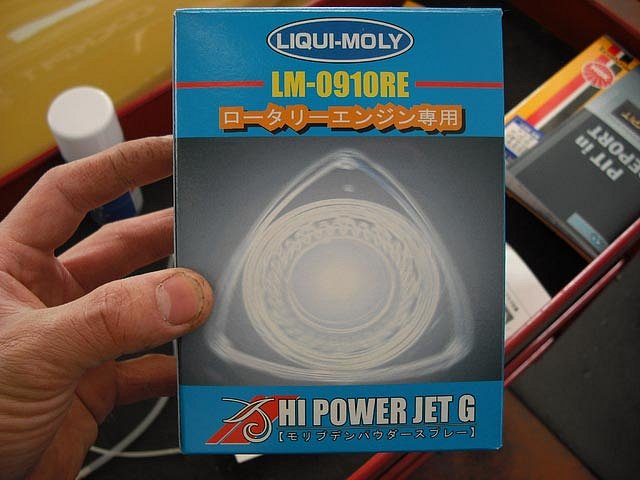 LIQUI-MOLY
LM-0910RE
ロータリーエンジン専用
HI POWER JET G
【モリブデンパウダースプレー】
PIT in
REPORT